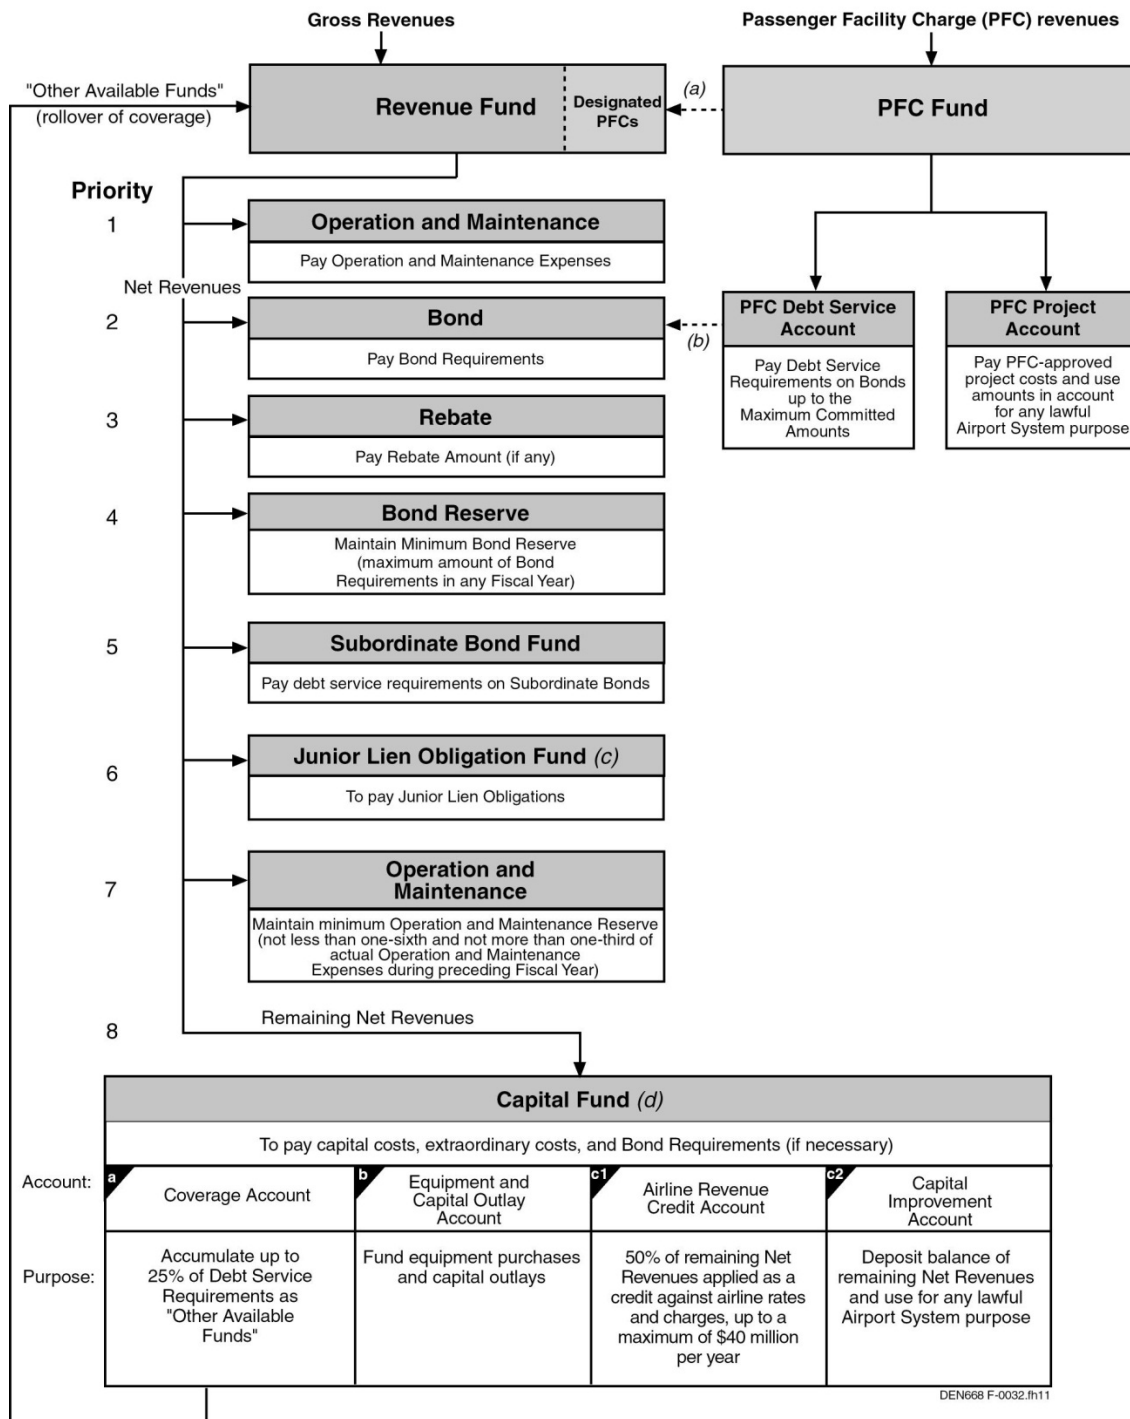 Gross Revenues
Passenger Facility Charge (PFC) revenues
"Other Available Funds"
(rollover of coverage)
Revenue Fund
Designated
PFCs
(a)
PFC Fund
Priority
1
Operation and Maintenance
Pay Operation and Maintenance Expenses
Net Revenues
2
Bond
Pay Bond Requirements
(b)
PFC Debt Service
Account
Pay Debt Service
Requirements on Bonds
up to the
Maximum Committed
Amounts
PFC Project
Account
Pay PFC-approved
project costs and use
amounts in account
for any lawful
Airport System purpose
3
Rebate
Pay Rebate Amount (if any)
4
Bond Reserve
Maintain Minimum Bond Reserve
(maximum amount of Bond
Requirements in any Fiscal Year)
5
Subordinate Bond Fund
Pay debt service requirements on Subordinate Bonds
6
Junior Lien Obligation Fund (c)
To pay Junior Lien Obligations
7
Operation and
Maintenance
Maintain minimum Operation and Maintenance Reserve
(not less than one-sixth and not more than one-third of
actual Operation and Maintenance
Expenses during preceding Fiscal Year)
8
Remaining Net Revenues
Capital Fund (d)
To pay capital costs, extraordinary costs, and Bond Requirements (if necessary)
Account:
a
Coverage Account
b
Equipment and
Capital Outlay
Account
c1
Airline Revenue
Credit Account
c2
Capital
Improvement
Account
Purpose:
Accumulate up to
25% of Debt Service
Requirements as
"Other Available
Funds"
Fund equipment purchases
and capital outlays
50% of remaining Net
Revenues applied as a
credit against airline rates
and charges, up to a
maximum of $40 million
per year
Deposit balance of
remaining Net Revenues
and use for any lawful
Airport System purpose
DEN668 F-0032.fh11